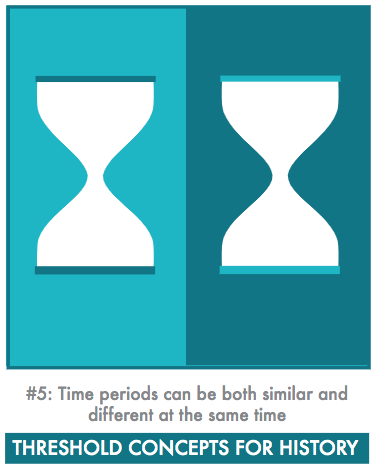 #5: Time periods can be both similar and
different at the same time
THRESHOLD CONCEPTS FOR HISTORY